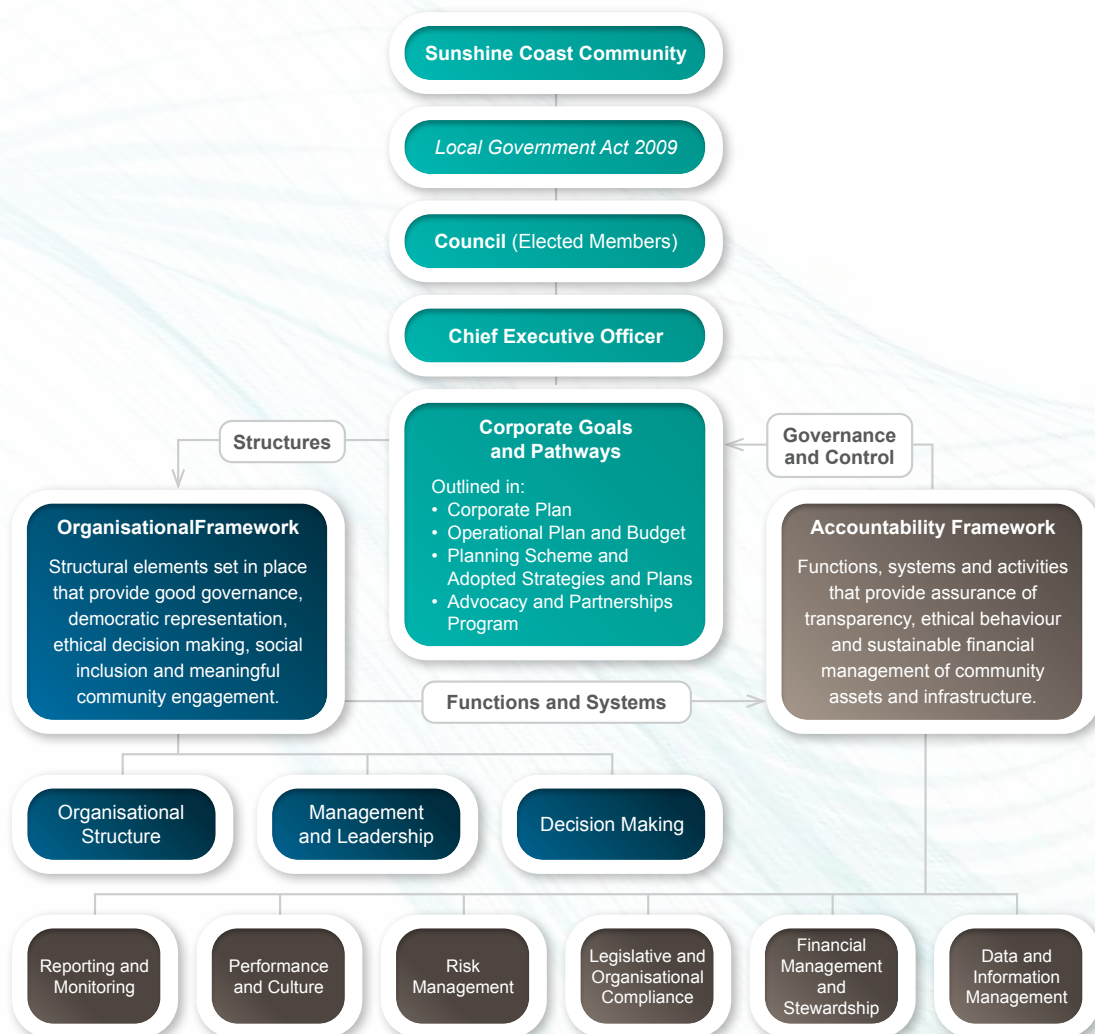 Sunshine Coast Community
Local Government Act 2009
Council (Elected Members)
Chief Executive Officer
Corporate Goals
and Pathways
Outlined in:
• Corporate Plan
• Operational Plan and Budget
• Planning Scheme and
Adopted Strategies and Plans
• Advocacy and Partnerships
Program
Structures
Governance
and Control
OrganisationalFramework
Structural elements set in place
that provide good governance,
democratic representation,
ethical decision making, social
inclusion and meaningful
community engagement.
Accountability Framework
Functions, systems and activities
that provide assurance of
transparency, ethical behaviour
and sustainable financial
management of community
assets and infrastructure.
Functions and Systems
Organisational
Structure
Management
and Leadership
Decision Making
Reporting and
Monitoring
Performance
and Culture
Risk
Management
Legislative and
Organisational
Compliance
Financial
Management
and
Stewardship
Data and
Information
Management